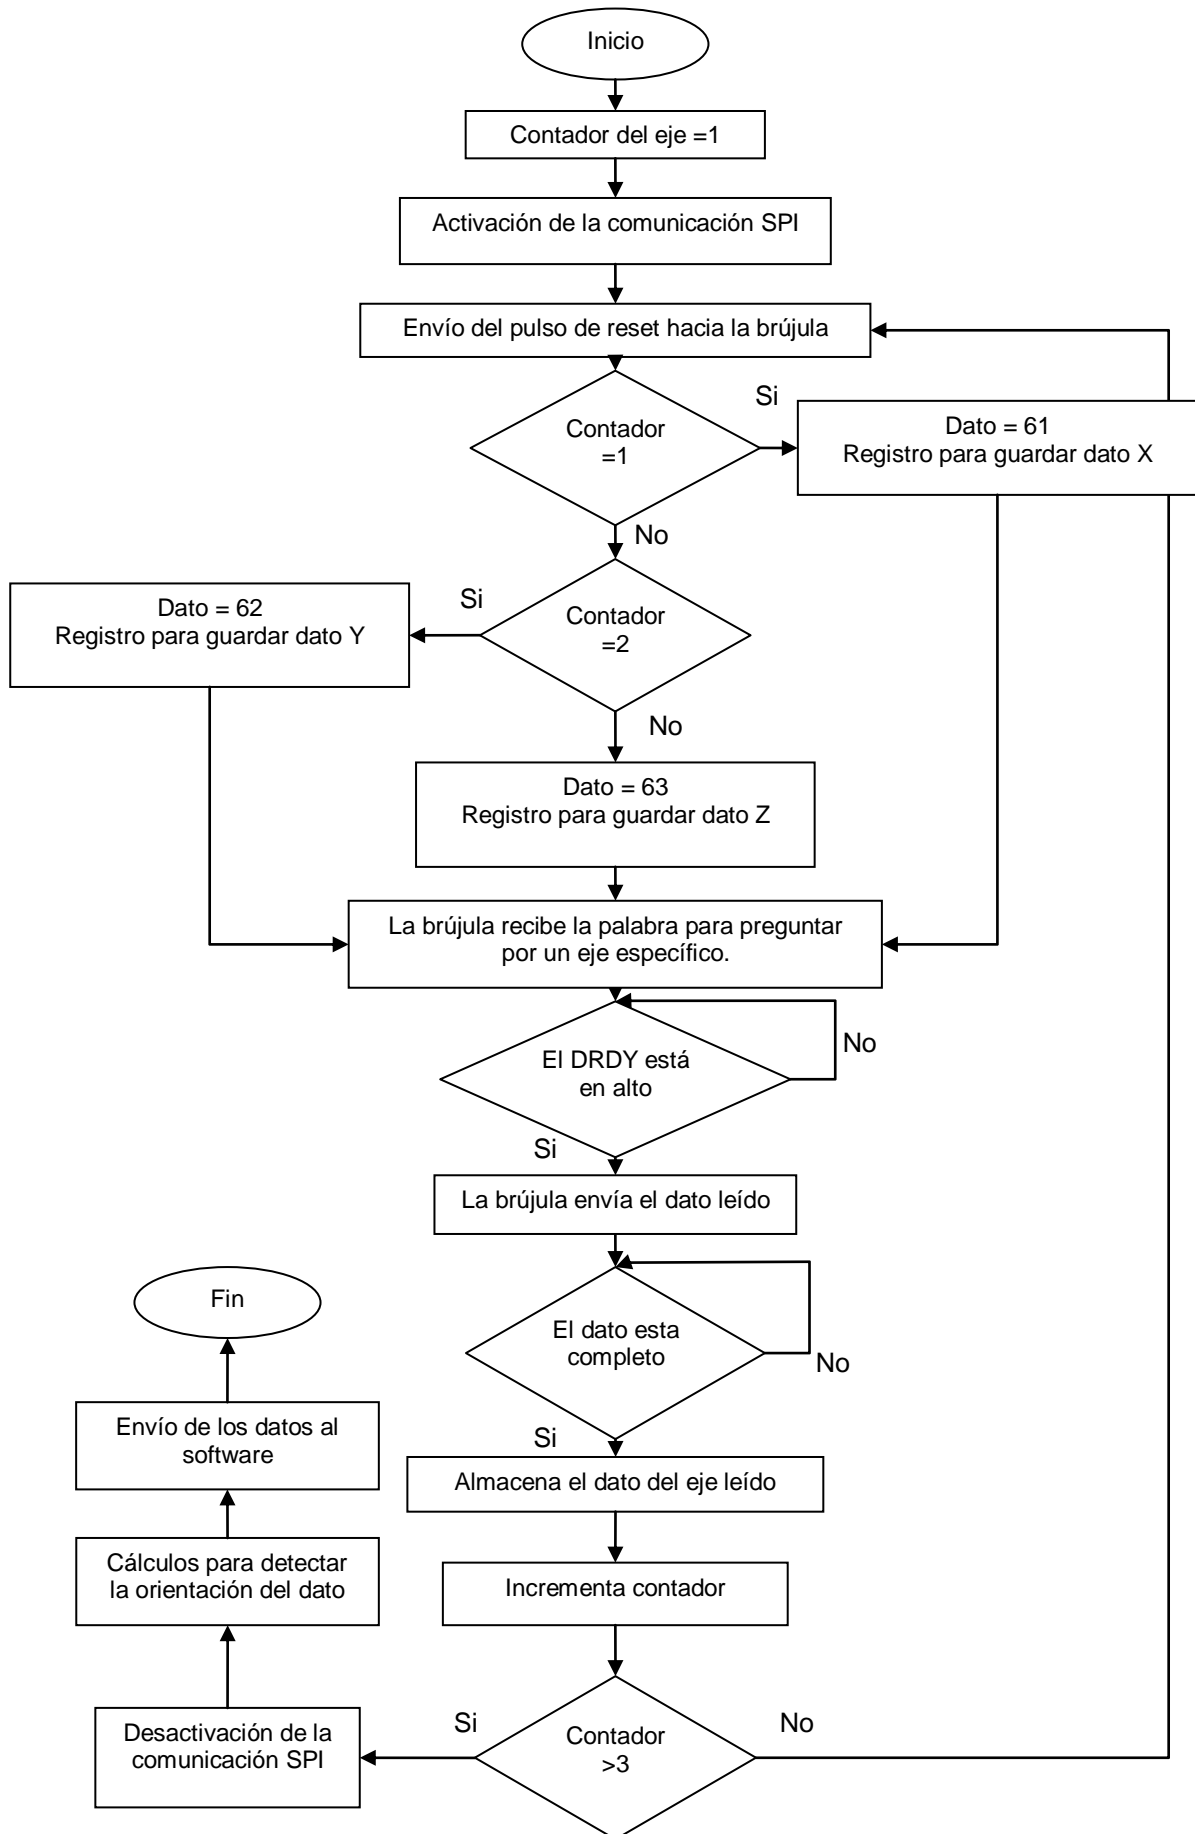 Inicio
Contador del eje =1
Activación de la comunicación SPI
Envío del pulso de reset hacia la brújula
Si
Contador
=1
Dato = 61
Registro para guardar dato X
No
Dato = 62
Registro para guardar dato Y
Si
Contador
=2
No
Dato = 63
Registro para guardar dato Z
La brújula recibe la palabra para preguntar
por un eje específico.
El DRDY está
en alto
No
Si
La brújula envía el dato leído
El dato esta
completo
No
Si
Almacena el dato del eje leído
Incrementa contador
Contador
>3
No
Si
Desactivación de la
comunicación SPI
Cálculos para detectar
la orientación del dato
Envío de los datos al
software
Fin